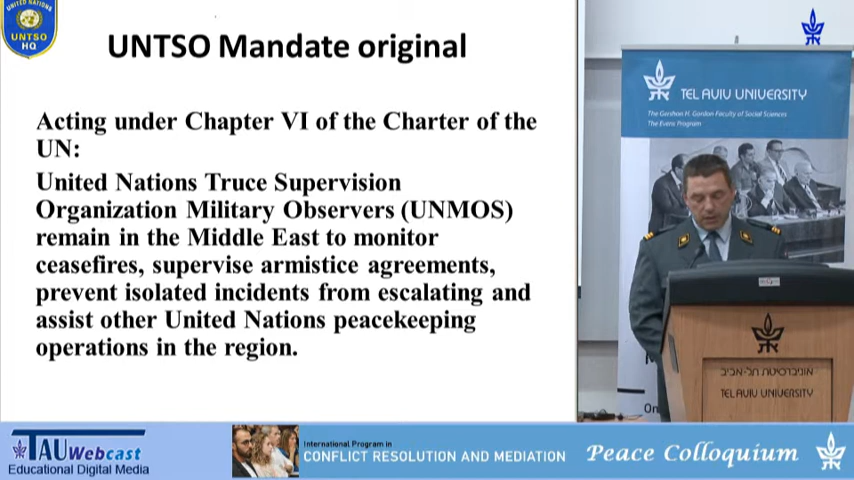 UNITED NATIONS
UNTSO
HQ
UNTSO Mandate original
Acting under Chapter VI of the Charter of the
UN:
United Nations Truce Supervision
Organization Military Observers (UNMOS)
remain in the Middle East to monitor
ceasefires, supervise armistice agreements,
prevent isolated incidents from escalating and
assist other United Nations peacekeeping
operations in the region.
TEL AVIV UNIVERSITY
The Gershon H. Gordon Faculty of Social Sciences
The Evens Program
אוניברסיטת תל-אביב
TEL AVIV UNIVERSITY
TAU Webcast
Educational Digital Media
International Program in
CONFLICT RESOLUTION AND MEDIATION
Peace Colloquium